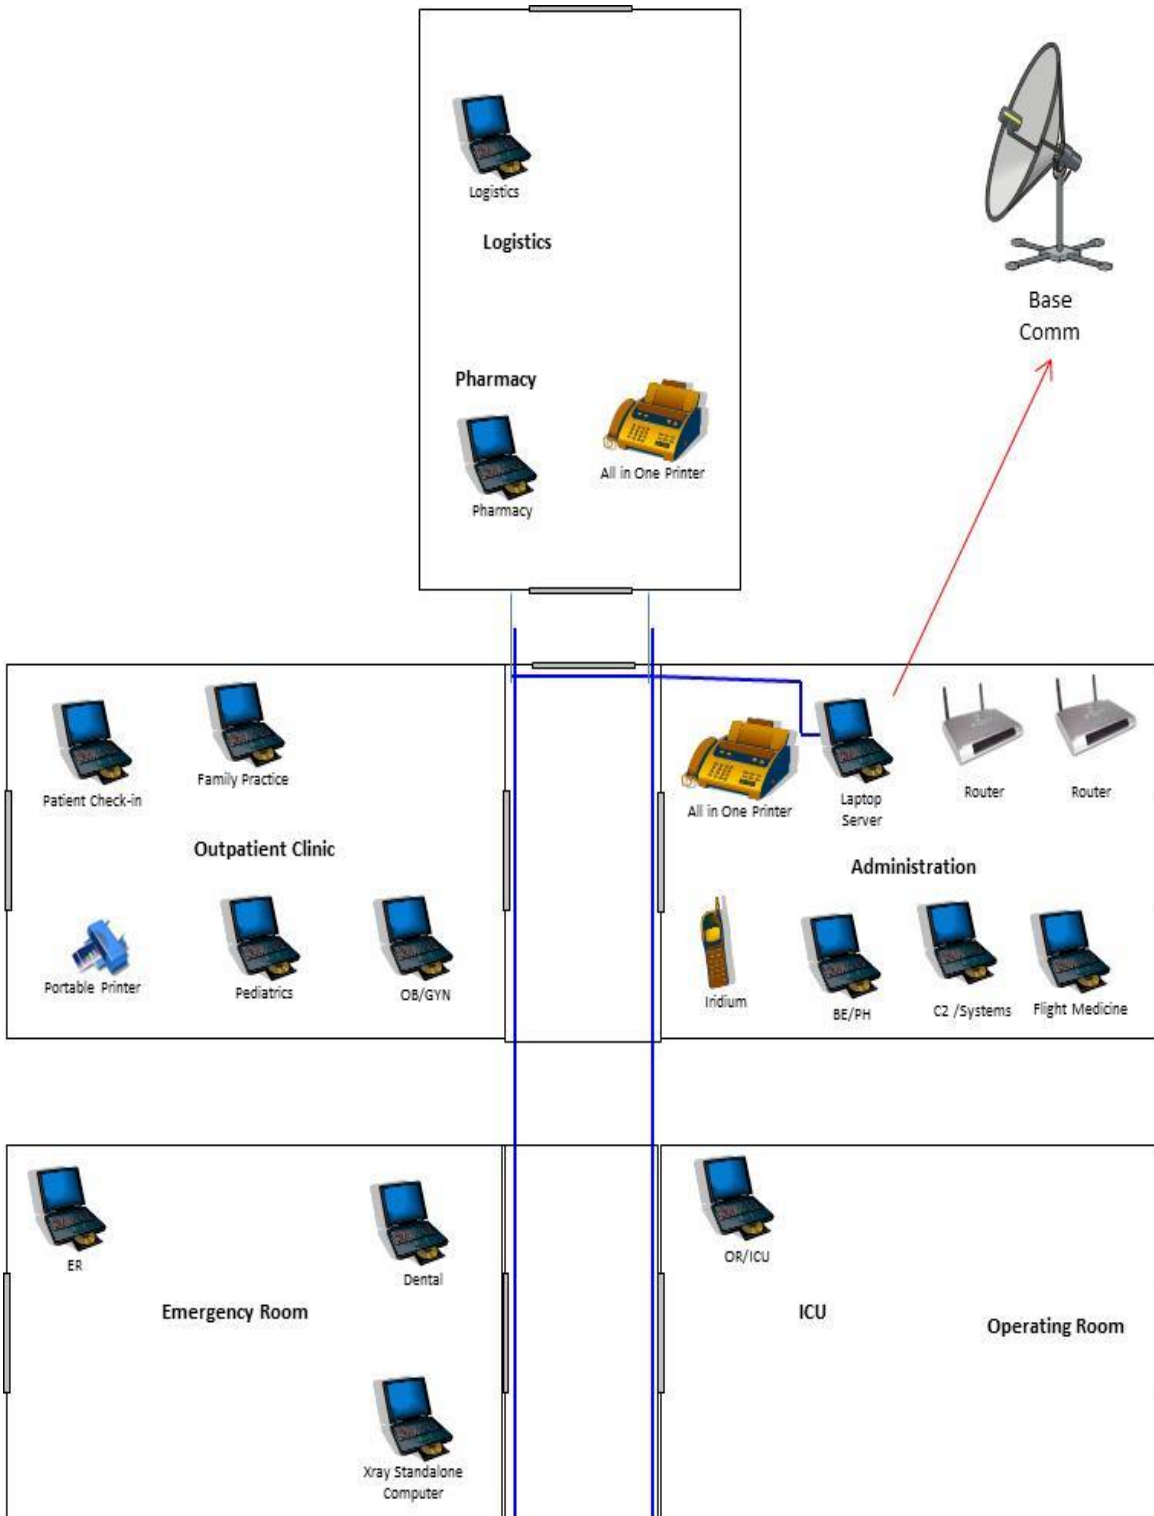 Logistics
Logistics
Base
Comm
Pharmacy
All in One Printer
Pharmacy
Patient Check-in
Family Practice
All in One Printer
Laptop
Server
Router
Router
Outpatient Clinic
Administration
Portable Printer
Pediatrics
OB/GYN
Iridium
BE/PH
C2 /Systems
Flight Medicine
ER
Dental
OR/ICU
Emergency Room
ICU
Operating Room
Xray Standalone
Computer